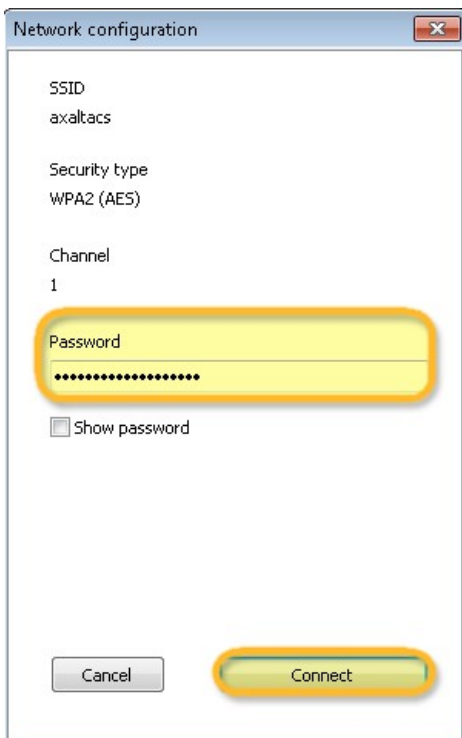 Network configuration
SSID
axaltacs
Security type
WPA2 (AES)
Channel
1
Password
•••••••••••••••••••
Show password
Cancel
Connect